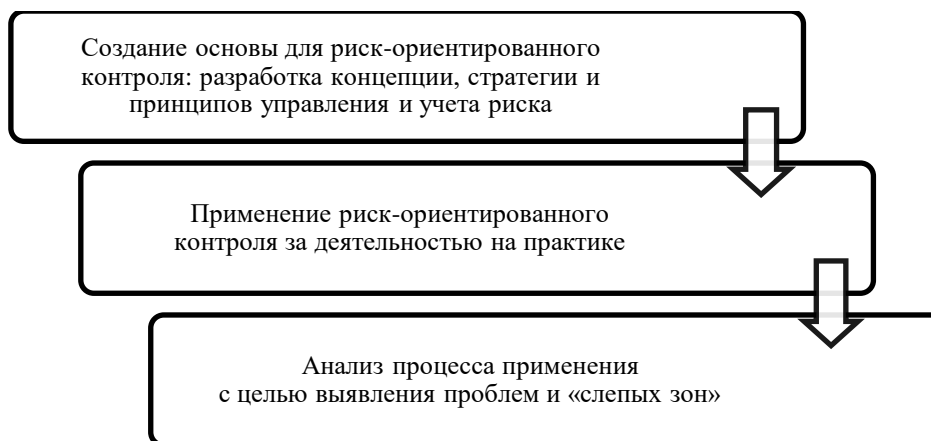 Создание основы для риск-ориентированного
контроля: разработка концепции, стратегии и
принципов управления и учета риска
Применение риск-ориентированного
контроля за деятельностью на практике
Анализ процесса применения
с целью выявления проблем и «слепых зон»